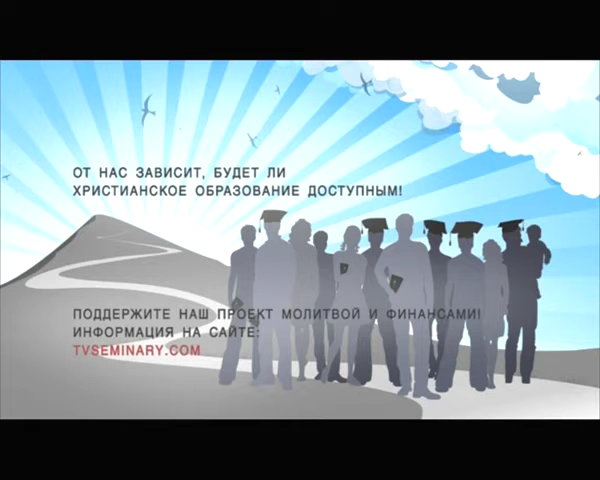 ОТ НАС ЗАВИСИТ, БУДЕТ ЛИ
ХРИСТИАНСКОЕ ОБРАЗОВАНИЕ ДОСТУПНЫМ!
ПОДДЕРЖИТЕ НАШ ПРОЕКТ МОЛИТВОЙ И ФИНАНСАМИ!
ИНФОРМАЦИЯ НА САЙТЕ:
TVSEMINARY.COM